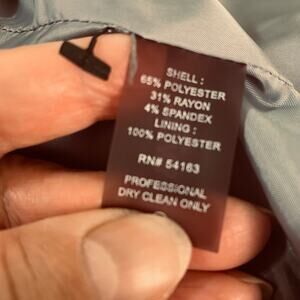 SHELL :
65% POLYESTER
31% RAYON
4% SPANDEX
LINING :
100% POLYESTER
RN# 54163
PROFESSIONAL
DRY CLEAN ONLY